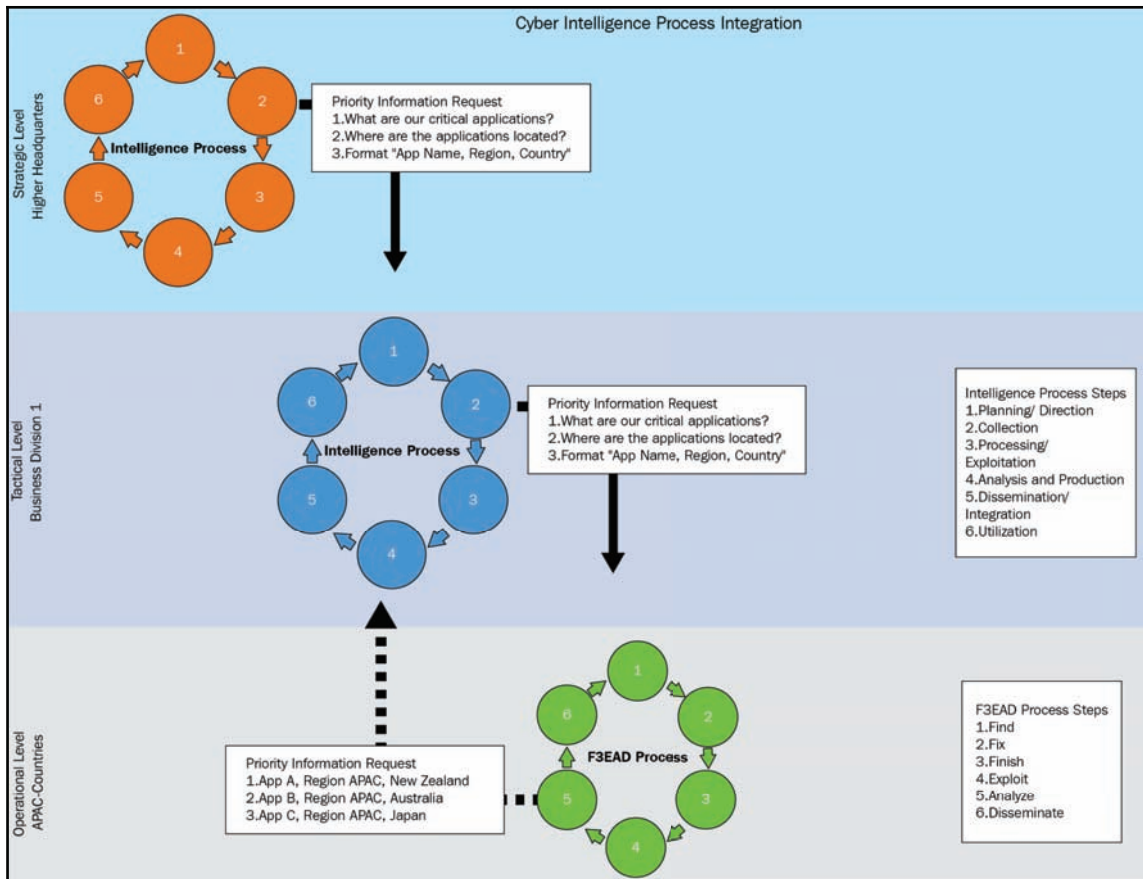 Cyber Intelligence Process Integration
Strategic Level
Higher Headquarters
1
2
3
4
5
6
Intelligence Process
Priority Information Request
1.What are our critical applications?
2.Where are the applications located?
3.Format "App Name, Region, Country"
Tactical Level
Business Division 1
1
2
3
4
5
6
Intelligence Process
Priority Information Request
1.What are our critical applications?
2.Where are the applications located?
3.Format "App Name, Region, Country"
Intelligence Process Steps
1.Planning/ Direction
2.Collection
3.Processing/
Exploitation
4.Analysis and Production
5.Dissemination/
Integration
6.Utilization
Operational Level
APAC-Countries
Priority Information Request
1.App A, Region APAC, New Zealand
2.App B, Region APAC, Australia
3.App C, Region APAC, Japan
1
2
3
4
5
6
F3EAD Process
F3EAD Process Steps
1.Find
2.Fix
3.Finish
4.Exploit
5.Analyze
6.Disseminate